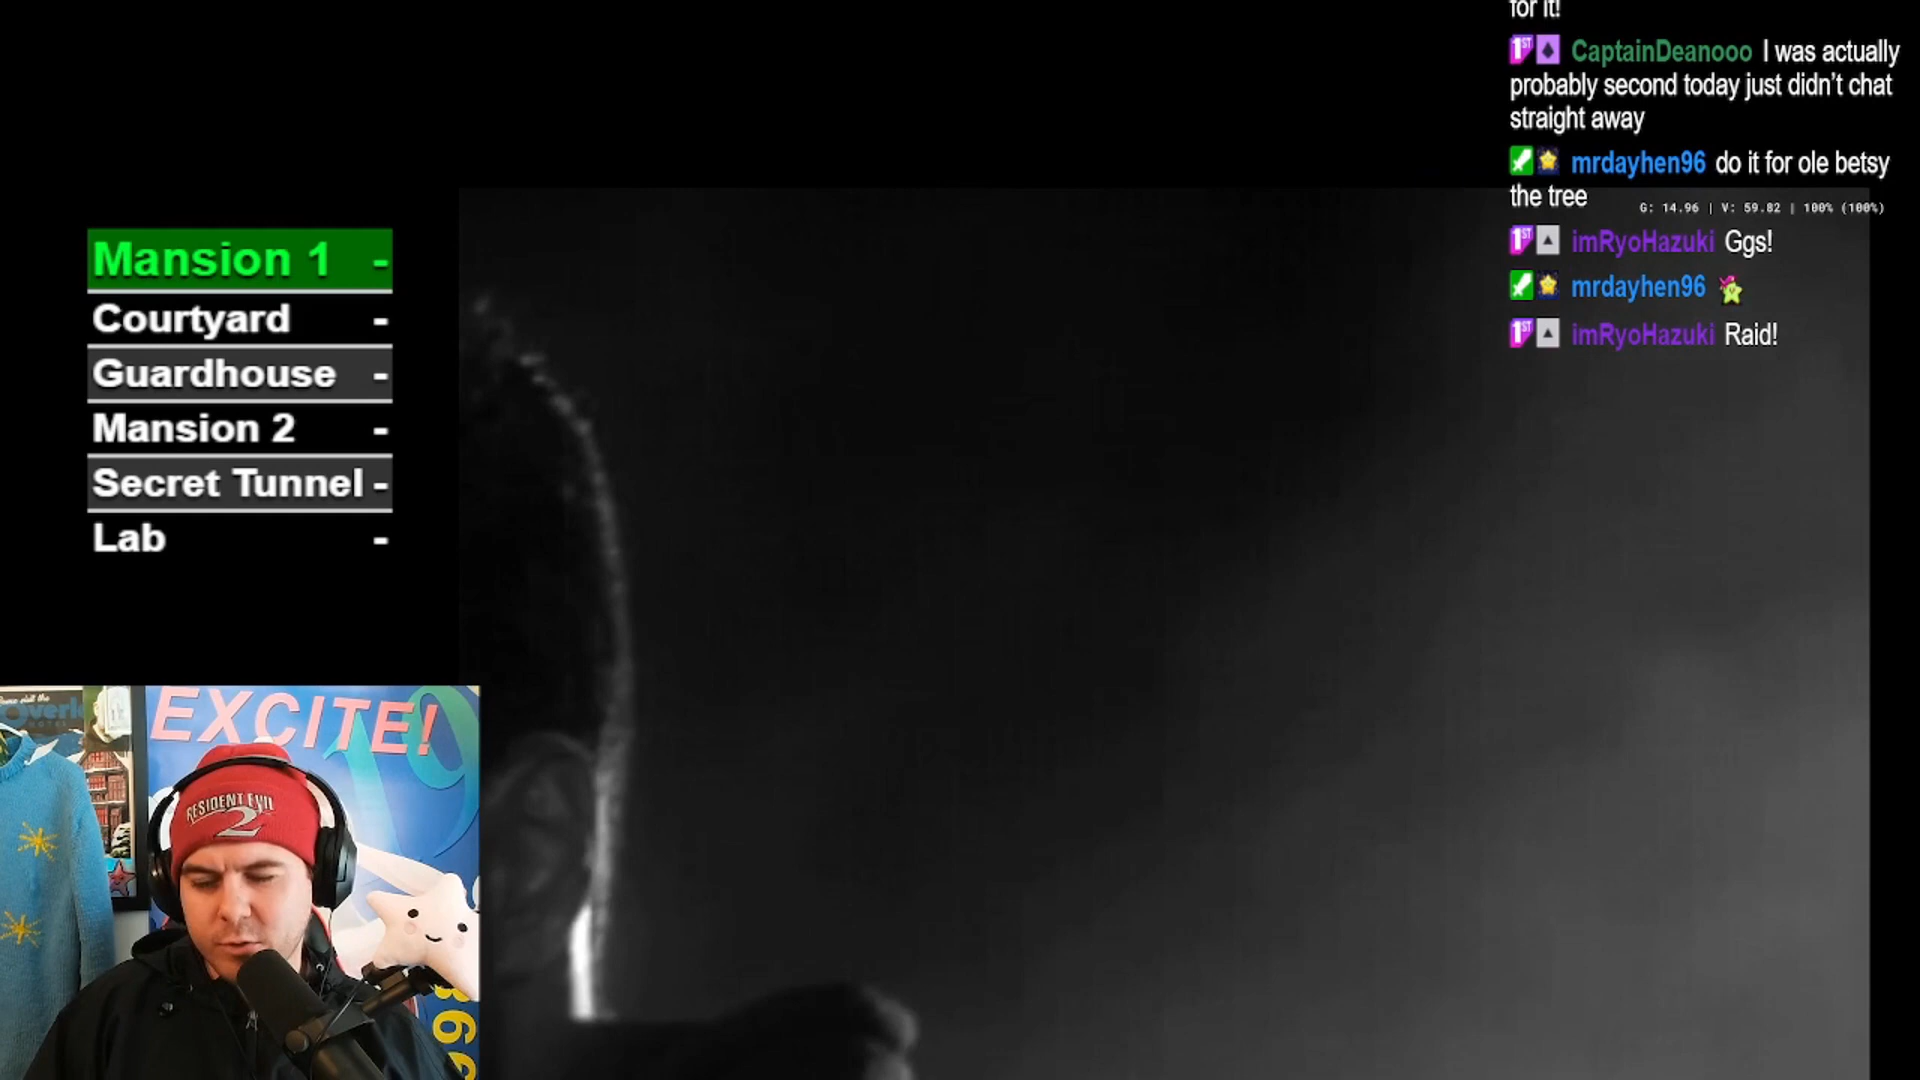 for it!
CaptainDeanooo I was actually
probably second today just didn't chat
straight away
mrdayhen96 do it for ole betsy
the tree
G: 14.96 | V: 59.82 | 100% (100%)
imRyoHazuki Ggs!
mrdayhen96
imRyoHazuki Raid!
Mansion 1 -
Courtyard -
Guardhouse -
Mansion 2 -
Secret Tunnel -
Lab -
EXCITE!
RESIDENT EVIL
2